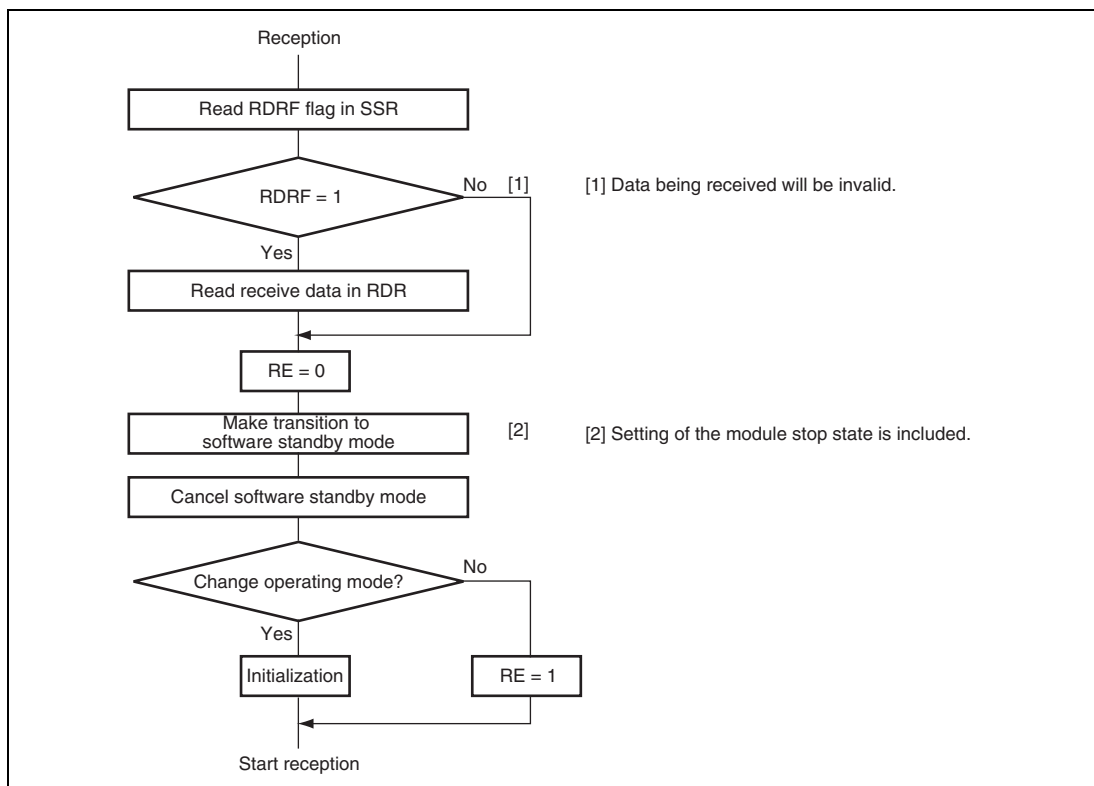 Reception
Read RDRF flag in SSR
RDRF = 1
No [1]
[1] Data being received will be invalid.
Yes
Read receive data in RDR
RE = 0
Make transition to
software standby mode
[2]
[2] Setting of the module stop state is included.
Cancel software standby mode
Change operating mode?
No
Yes
Initialization
RE = 1
Start reception